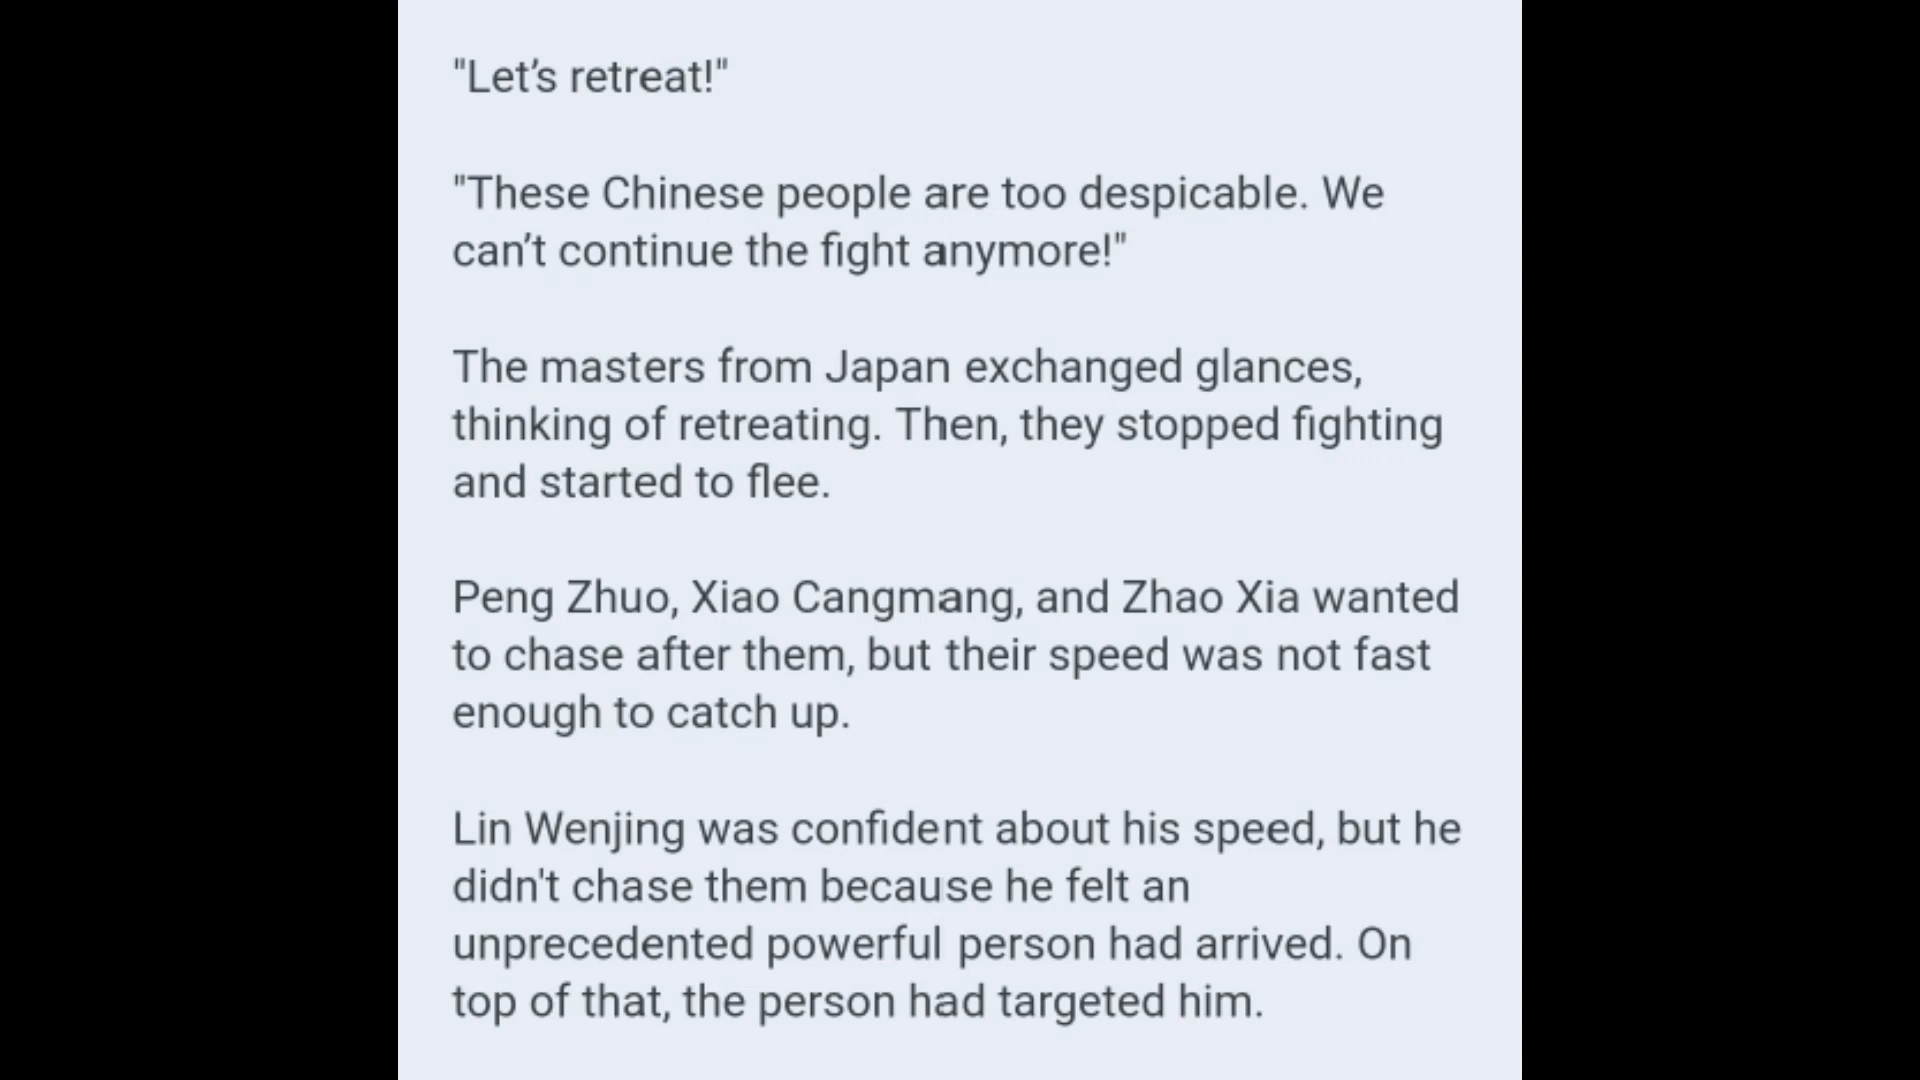 "Let’s retreat!"
"These Chinese people are too despicable. We
can’t continue the fight anymore!"
The masters from Japan exchanged glances,
thinking of retreating. Then, they stopped fighting
and started to flee.
Peng Zhuo, Xiao Cangmang, and Zhao Xia wanted
to chase after them, but their speed was not fast
enough to catch up.
Lin Wenjing was confident about his speed, but he
didn't chase them because he felt an
unprecedented powerful person had arrived. On
top of that, the person had targeted him.